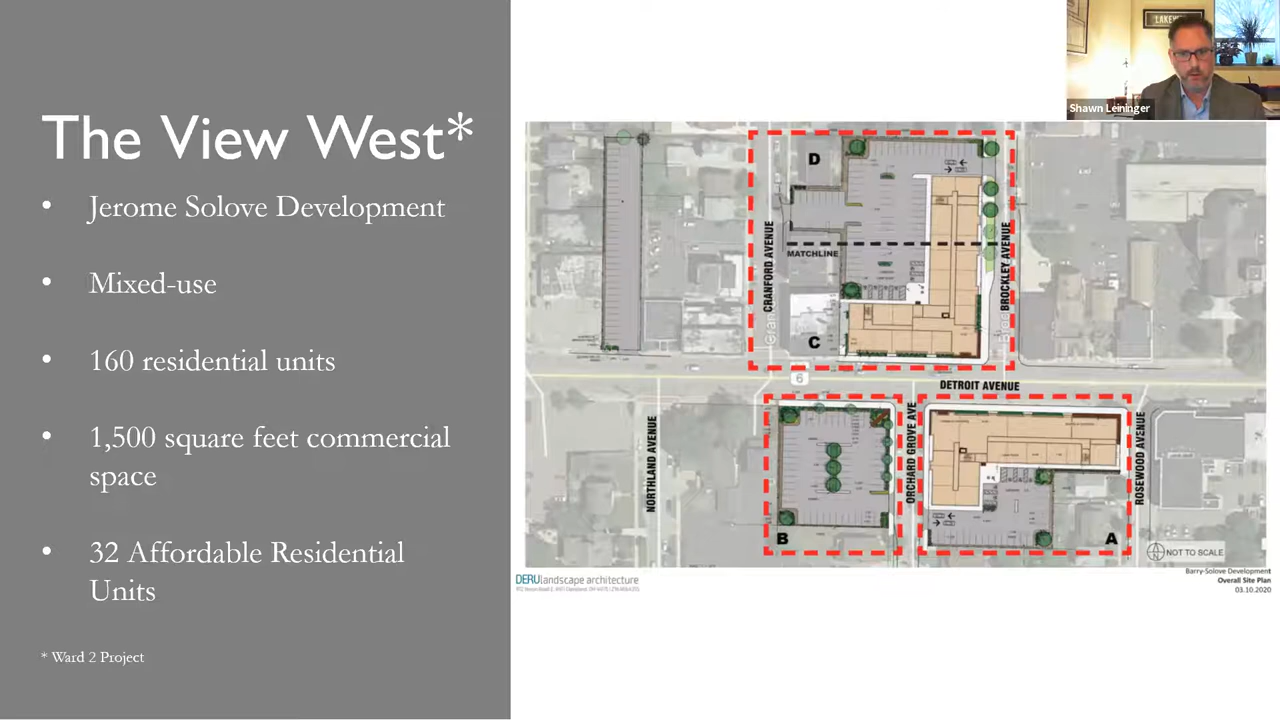 The View West*
• Jerome Solove Development
• Mixed-use
• 160 residential units
• 1,500 square feet commercial
space
• 32 Affordable Residential
Units
* Ward 2 Project
Shawn Leininger
D
CRANFORD AVENUE
MATCHLINE
BROCKLEY AVENUE
C
6
DETROIT AVENUE
NORTHLAND AVENUE
ORCHARD GROVE AVE
ROSEWOOD AVENUE
B
A
N
NOT TO SCALE
DERUlandscape architecture
Barry-Solove Development
Overall Site Plan
03.10.2020